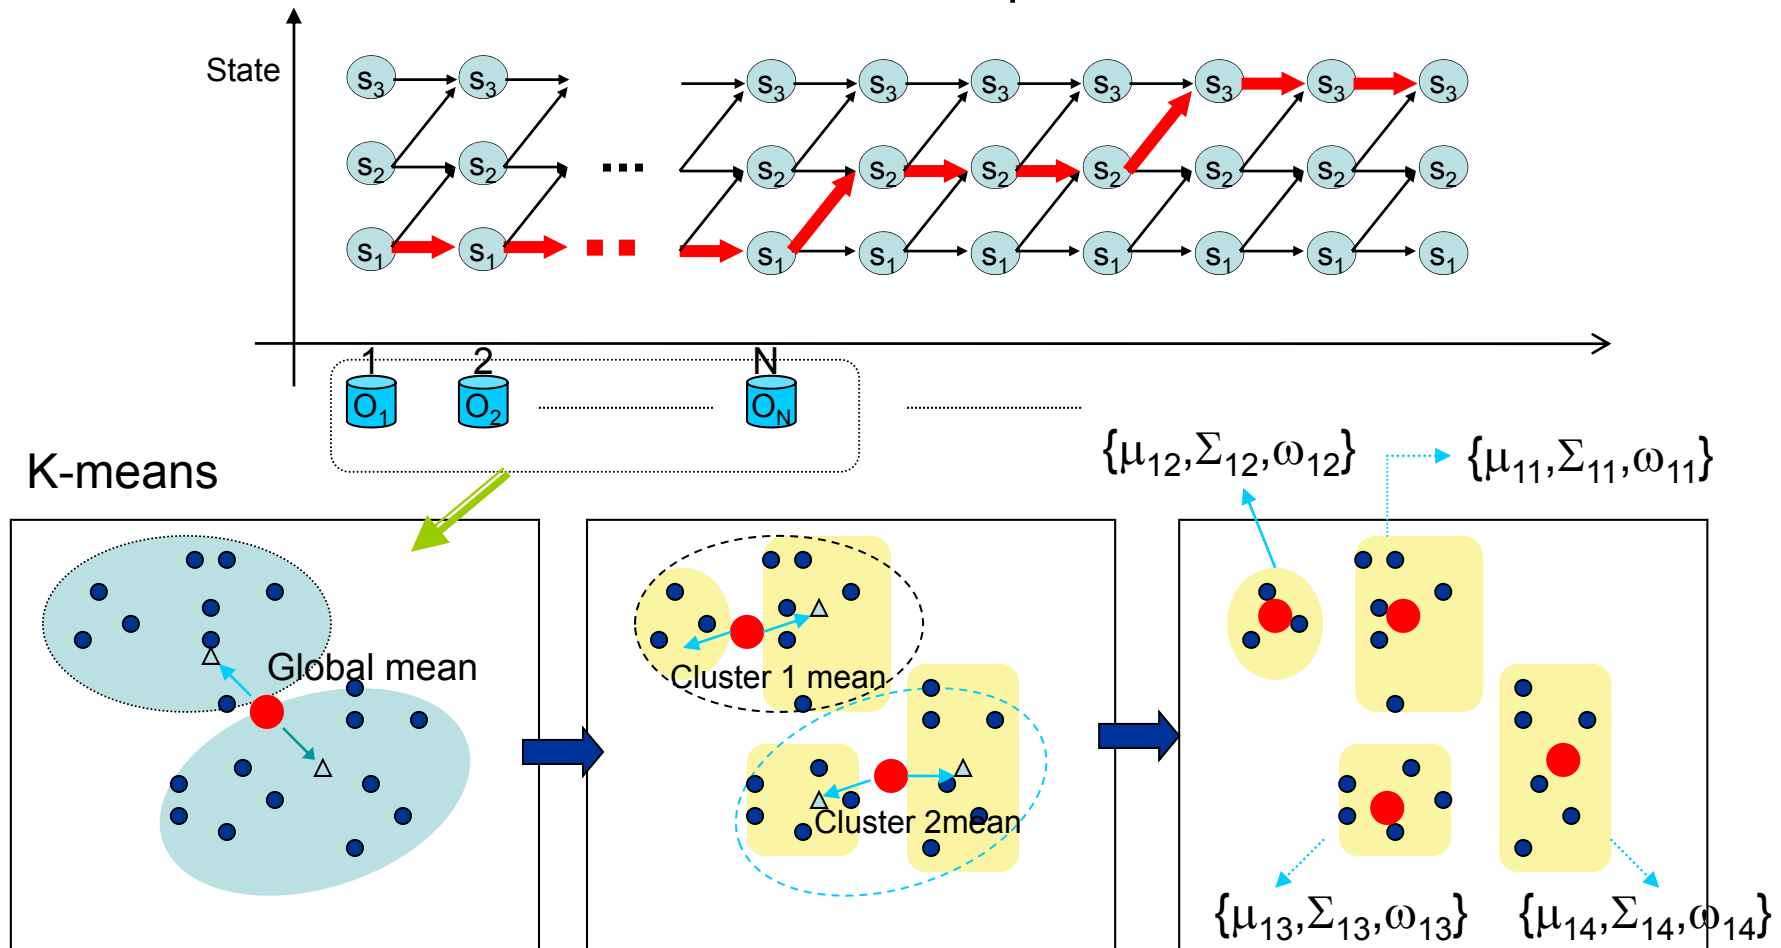 State
s3 s3 s3 s3 s3 s3 s3 s3 s3
s2 s2 ... s2 s2 s2 s2 s2 s2 s2
s1 s1 s1 s1 s1 s1 s1 s1 s1
1 2 N
O1 O2 ON
K-means
{μ12,Σ12,ω12} {μ11,Σ11,ω11}
Global mean
Cluster 1 mean
Cluster 2mean
{μ13,Σ13,ω13} {μ14,Σ14,ω14}